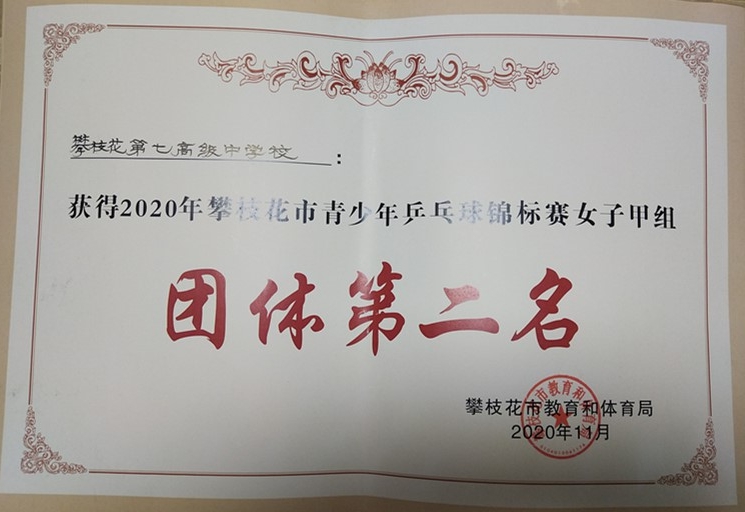 攀枝花第七高级中学校：
获得2020年攀枝花市青少年乒乓球锦标赛女子甲组
团体第二名
攀枝花市教育和体育局
2020年11月